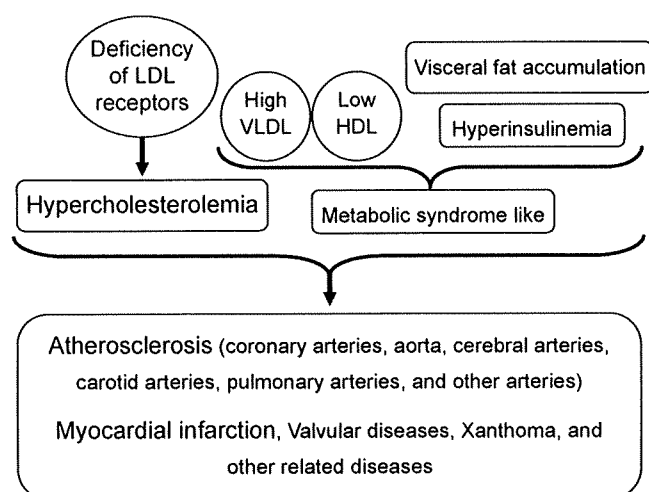 Deficiency
of LDL
receptors
High
VLDL
Low
HDL
Visceral fat accumulation
Hyperinsulinemia
Hypercholesterolemia
Metabolic syndrome like
Atherosclerosis (coronary arteries, aorta, cerebral arteries,
carotid arteries, pulmonary arteries, and other arteries)
Myocardial infarction, Valvular diseases, Xanthoma, and
other related diseases